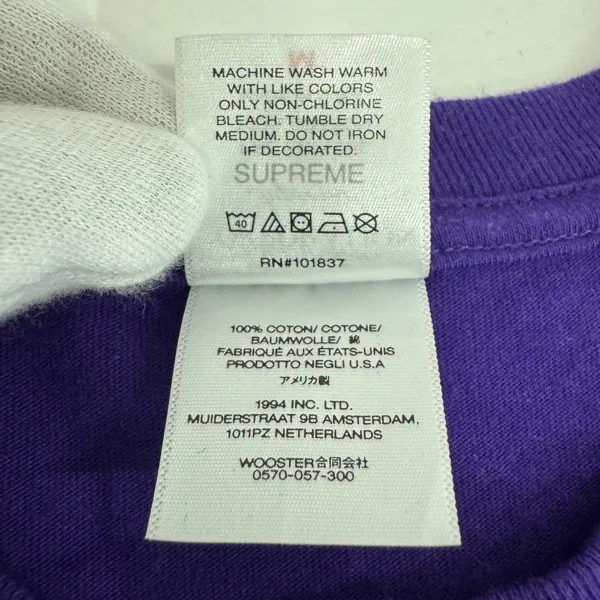 MACHINE WASH WARM
WITH LIKE COLORS
ONLY NON-CHLORINE
BLEACH. TUMBLE DRY
MEDIUM. DO NOT IRON
IF DECORATED.
SUPREME
40
RN#101837
100% COTTON/ COTONE/
BAUMWOLLE/ 綿
FABRIQUÉ AUX ÉTATS-UNIS
PRODOTTO NEGLI U.S.A
アメリカ製
1994 INC. LTD.
MUIDERSTRAAT 9B AMSTERDAM,
1011PZ NETHERLANDS
WOOSTER合同会社
0570-057-300